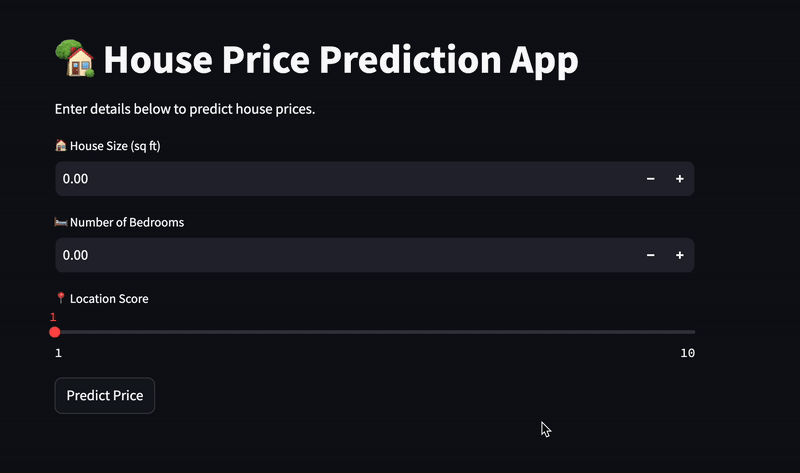 House Price Prediction App
Enter details below to predict house prices.
House Size (sq ft)
0.00
Number of Bedrooms
0.00
Location Score
1
1 10
Predict Price